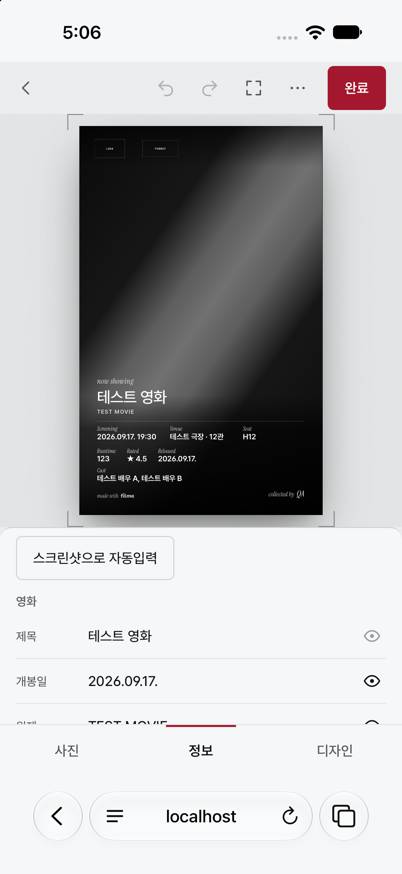 5:06
완료
LOGO
FORMAT
now showing
테스트 영화
TEST MOVIE
Screening
Venue
Seat
2026.09.17. 19:30
테스트 극장 · 12관
H12
Runtime
Rated
Released
123
★ 4.5
2026.09.17.
Cast
테스트 배우 A, 테스트 배우 B
made with filmo
collected by QA
스크린샷으로 자동입력
영화
제목
테스트 영화
개봉일
2026.09.17.
TEST MOVIE
사진
정보
디자인
localhost